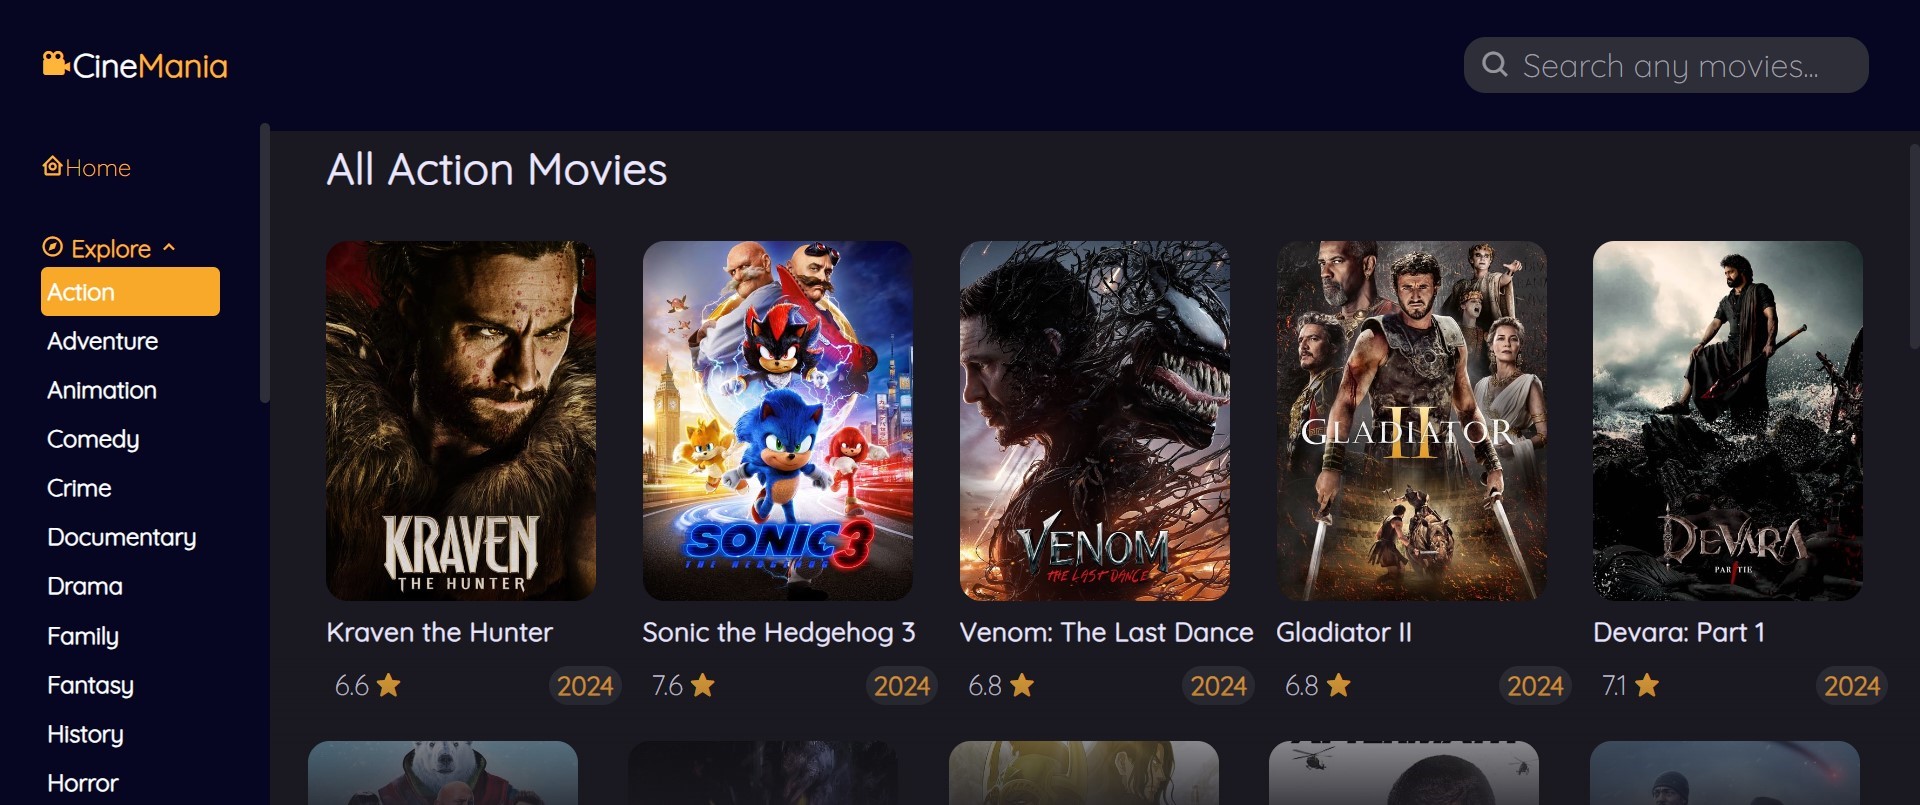 CineMania
Search any movies...
Home
Explore
Action
Adventure
Animation
Comedy
Crime
Documentary
Drama
Family
Fantasy
History
Horror
All Action Movies
KRAVEN
THE HUNTER
SONIC 3
THE HEDGEHOG
VENOM
THE LAST DANCE
II
GLADIATOR
DEVARA
PARTIE 1
Kraven the Hunter
Sonic the Hedgehog 3
Venom: The Last Dance
Gladiator II
Devara: Part 1
6.6 2024
7.6 2024
6.8 2024
6.8 2024
7.1 2024